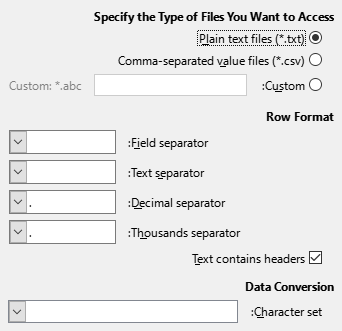 Specify the Type of Files You Want to Access
Plain text files (*.txt)
Comma-separated value files (*.csv)
Custom: Custom: *.abc
Row Format
Field separator:
Text separator:
Decimal separator: .
Thousands separator: .
Text contains headers
Data Conversion
Character set: